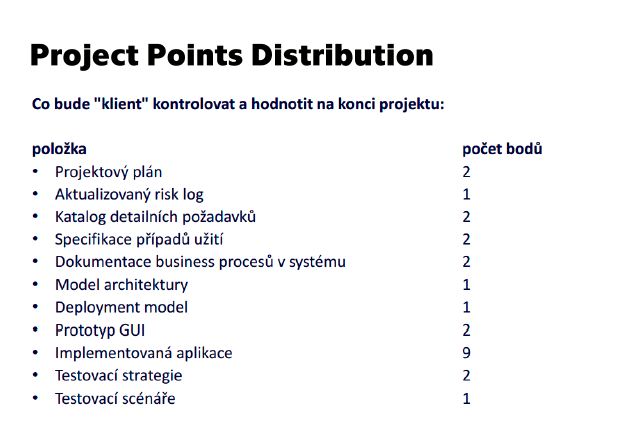 Project Points Distribution
Co bude "klient" kontrolovat a hodnotit na konci projektu:
položka počet bodů
• Projektový plán 2
• Aktualizovaný risk log 1
• Katalog detailních požadavků 2
• Specifikace případů užití 2
• Dokumentace business procesů v systému 2
• Model architektury 1
• Deployment model 1
• Prototyp GUI 2
• Implementovaná aplikace 9
• Testovací strategie 2
• Testovací scénáře 1